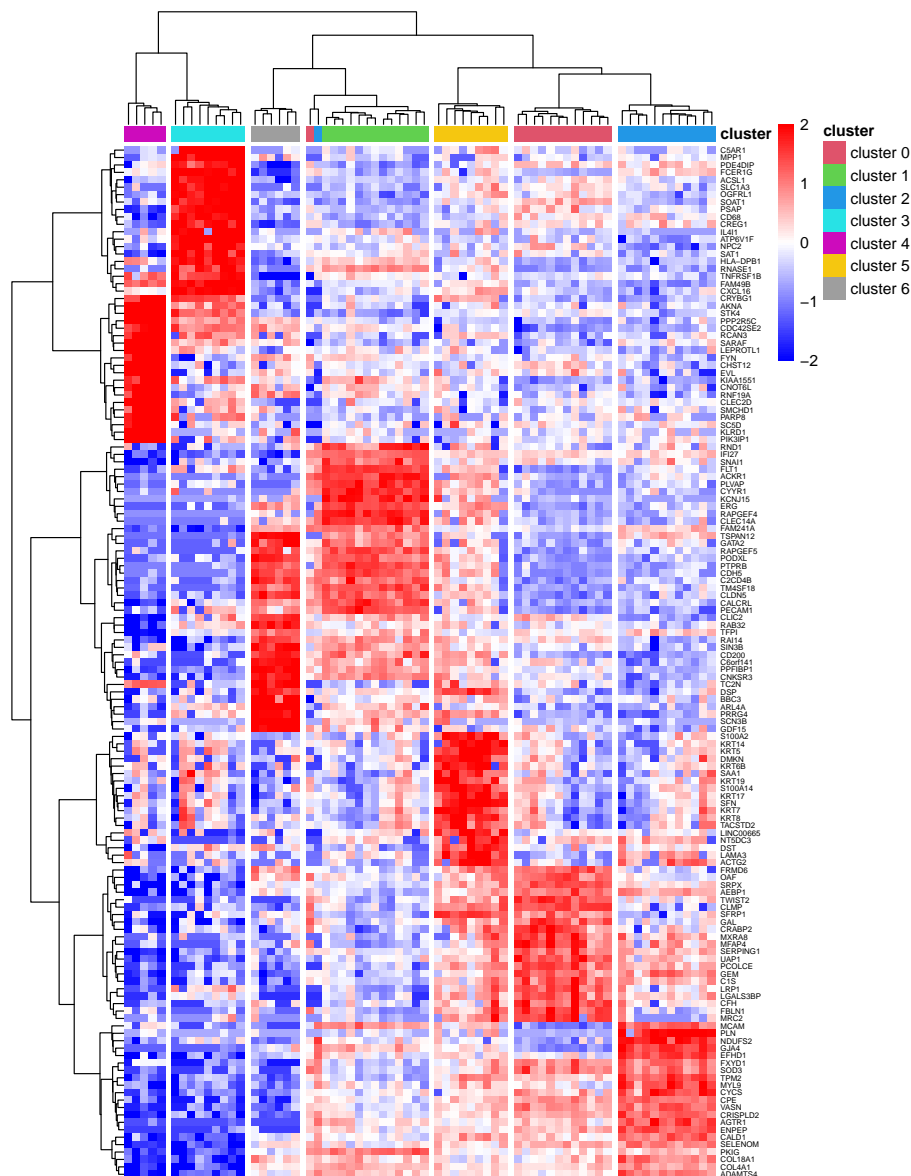 cluster
2
1
0
−1
−2
cluster
cluster 0
cluster 1
cluster 2
cluster 3
cluster 4
cluster 5
cluster 6
C5AR1
MPP1
PDE4DIP
FCER1G
ACSL1
SLC1A3
OGFRL1
SOAT1
PSAP
CD68
CREG1
IL4I1
ATP6V1F
NPC2
SAT1
HLA−DPB1
RNASE1
TNFRSF1B
FAM49B
CXCL16
CRYBG1
AKNA
STK4
PPP2R5C
CDC42SE2
RCAN3
SARAF
LEPROTL1
FYN
CHST12
EVL
KIAA1551
CNOT6L
RNF19A
CLEC2D
SMCHD1
PARP8
SC5D
KLRD1
PIK3IP1
RND1
IFI27
SNAI1
FLT1
ACKR1
PLVAP
CYYR1
KCNJ15
ERG
RAPGEF4
CLEC14A
FAM241A
TSPAN12
GATA2
RAPGEF5
PODXL
PTPRB
CDH5
C2CD4B
TM4SF18
CLDN5
CALCRL
PECAM1
CLIC2
RAB32
TFPI
RAI14
SIN3B
CD200
C6orf141
PPFIBP1
CNKSR3
TC2N
DSP
BBC3
ARL4A
PRRG4
SCN3B
GDF15
S100A2
KRT14
KRT5
DMKN
KRT6B
SAA1
KRT19
S100A14
KRT17
SFN
KRT7
KRT8
TACSTD2
LINC00665
NT5DC3
DST
LAMA3
ACTG2
FRMD6
OAF
SRPX
AEBP1
TWIST2
CLMP
SFRP1
GAL
CRABP2
MXRA8
MFAP4
SERPING1
UAP1
PCOLCE
GEM
C1S
LRP1
LGALS3BP
CFH
FBLN1
MRC2
MCAM
PLN
NDUFS2
GJA4
EFHD1
FXYD1
SOD3
TPM2
MYL9
CYCS
CPE
VASN
CRISPLD2
AGTR1
ENPEP
CALD1
SELENOM
PKIG
COL18A1
COL4A1
ADAMTS4